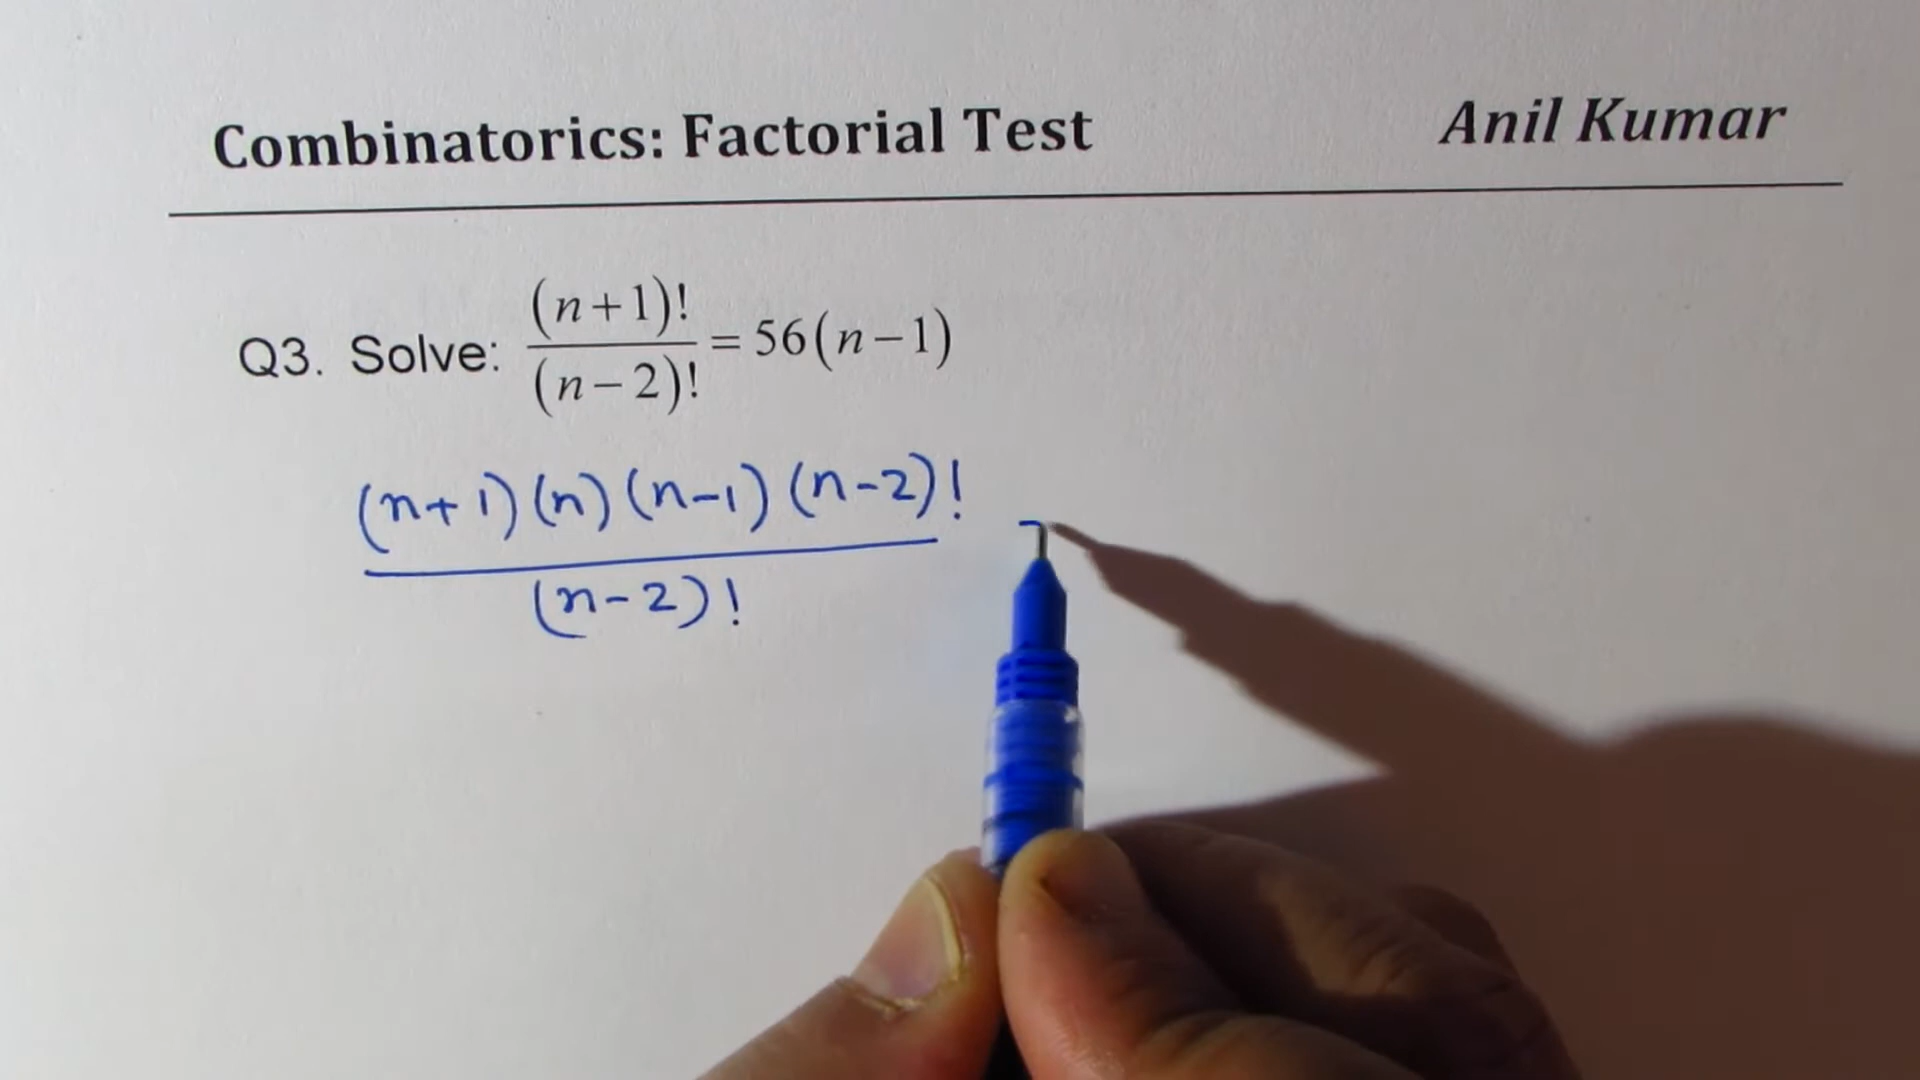 Combinatorics: Factorial Test Anil Kumar
Q3. Solve: (n+1)!/(n−2)! = 56(n−1)
(n+1)(n)(n-1)(n-2)!
(n-2)!